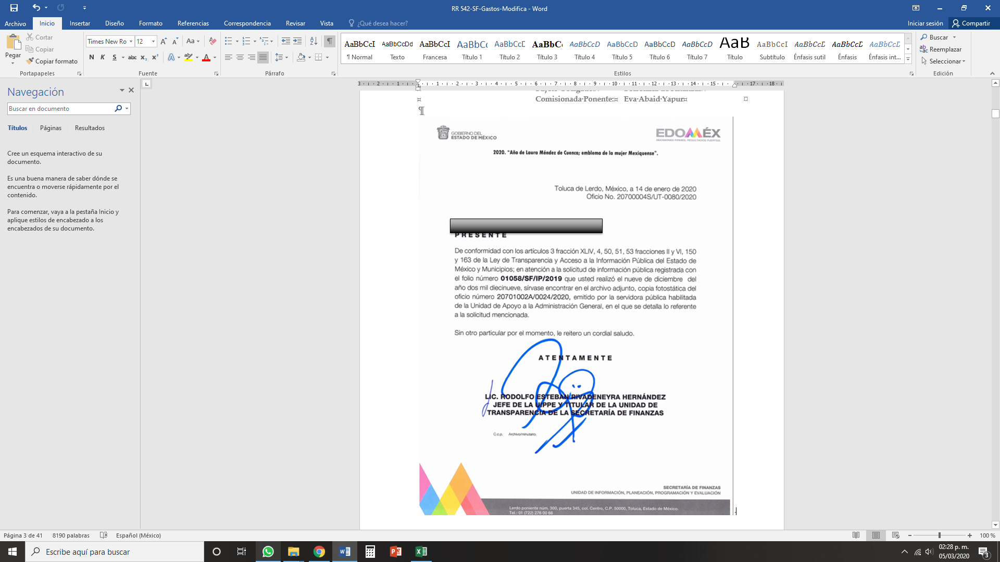 RR 542-SF-Gastos-Modifica - Word
Archivo Inicio Insertar Diseño Formato Referencias Correspondencia Revisar Vista ¿Qué desea hacer? Iniciar sesión Compartir
Pegar Cortar
Copiar
Copiar formato
Times New Ro 12
Aa
N K S abc x₂ x² A ab A
Portapapeles Fuente Párrafo Estilos Edición
AaBbCcI AaBbCcDd AaBbCcI AaBbCc AaBbCcD AaBbC AaBbCcD AaBbCcD AaBbCcD AaBbCcD AaB AaBbCcI AaBbCcD AaBbCcD AaBbCcD
¶ Normal Texto Francesa Título 1 Título 2 Título 3 Título 4 Título 5 Título 6 Título 7 Título Subtítulo Énfasis sutil Énfasis Énfasis int...
Buscar
Reemplazar
Seleccionar
Navegación
Buscar en documento
Títulos Páginas Resultados
Cree un esquema interactivo de su
documento.
Es una buena manera de saber dónde se
encuentra o moverse rápidamente por el
contenido.
Para comenzar, vaya a la pestaña Inicio y
aplique estilos de encabezado a los
encabezados de su documento.
3 2 1 1 2 3 4 5 6 7 8 9 10 11 12 13 14 15 17 18
Comisionada·Ponente:¤ Eva·Abaid·Yapur¤ ¤
¶
GOBIERNO DEL
ESTADO DE MÉXICO
EDOMÉX
DECISIONES FIRMES, RESULTADOS FUERTES.
2020. "Año de Laura Méndez de Cuenca; emblema de la mujer Mexiquense".
Toluca de Lerdo, México, a 14 de enero de 2020
Oficio No. 20700004S/UT-0080/2020
P R E S E N T E
De conformidad con los artículos 3 fracción XLIV, 4, 50, 51, 53 fracciones II y VI, 150
y 163 de la Ley de Transparencia y Acceso a la Información Pública del Estado de
México y Municipios; en atención a la solicitud de información pública registrada con
el folio número 01058/SF/IP/2019 que usted realizó el nueve de diciembre del
año dos mil diecinueve, sírvase encontrar en el archivo adjunto, copia fotostática del
oficio número 20701002A/0024/2020, emitido por la servidora pública habilitada
de la Unidad de Apoyo a la Administración General, en el que se detalla lo referente
a la solicitud mencionada.
Sin otro particular por el momento, le reitero un cordial saludo.
A T E N T A M E N T E
LIC. RODOLFO ESTEBAN RIVADENEYRA HERNÁNDEZ
JEFE DE LA UIPPE Y TITULAR DE LA UNIDAD DE
TRANSPARENCIA DE LA SECRETARÍA DE FINANZAS
C.c.p. Archivo/minutario.
SECRETARÍA DE FINANZAS
UNIDAD DE INFORMACIÓN, PLANEACIÓN, PROGRAMACIÓN Y EVALUACIÓN
Lerdo poniente núm. 300, puerta 345, col. Centro, C.P. 50000, Toluca, Estado de México.
Tel.: 01 (722) 276 00 66
Página 3 de 41 8190 palabras Español (México) 100 %
Escribe aquí para buscar
02:28 p. m.
05/03/2020
3